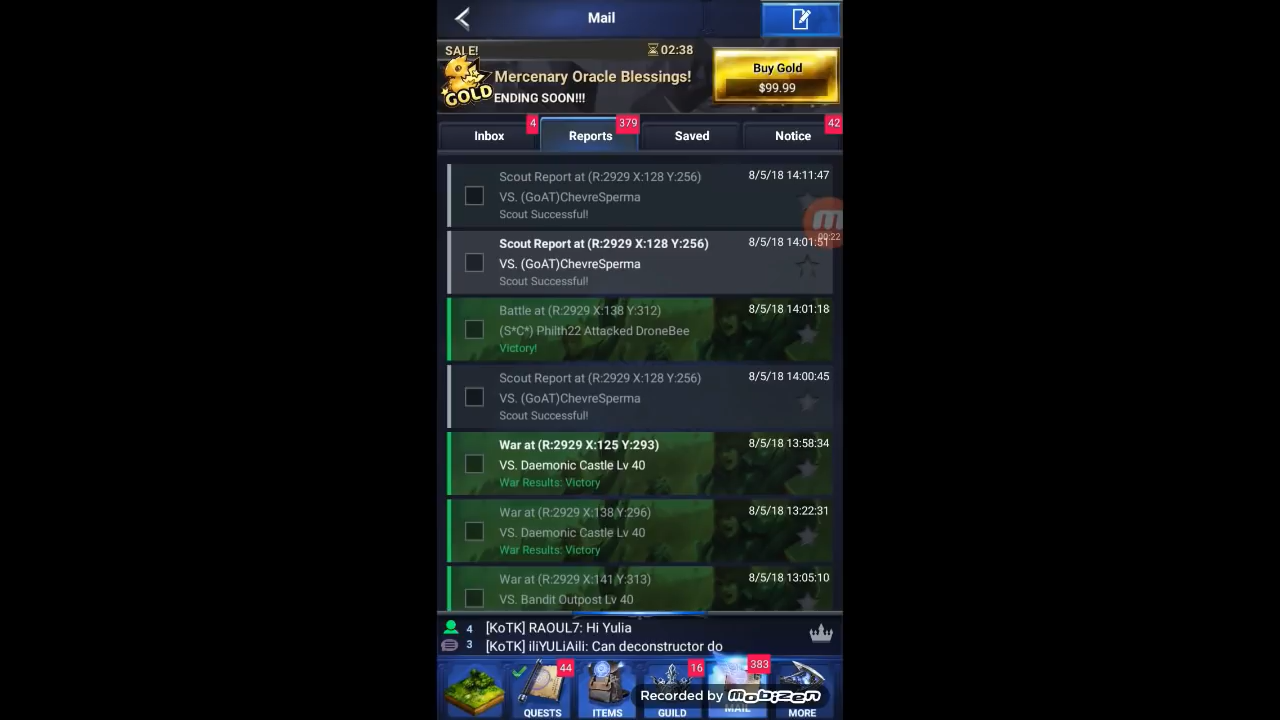 Mail
SALE!
02:38
Mercenary Oracle Blessings!
ENDING SOON!!!
GOLD
Buy Gold
$99.99
Inbox
4
Reports
379
Saved
Notice
42
Scout Report at (R:2929 X:128 Y:256)
8/5/18 14:11:47
VS. (GoAT)ChevreSperma
Scout Successful!
00:22
Scout Report at (R:2929 X:128 Y:256)
8/5/18 14:01:51
VS. (GoAT)ChevreSperma
Scout Successful!
Battle at (R:2929 X:138 Y:312)
8/5/18 14:01:18
(S*C*) Philth22 Attacked DroneBee
Victory!
Scout Report at (R:2929 X:128 Y:256)
8/5/18 14:00:45
VS. (GoAT)ChevreSperma
Scout Successful!
War at (R:2929 X:125 Y:293)
8/5/18 13:58:34
VS. Daemonic Castle Lv 40
War Results: Victory
War at (R:2929 X:138 Y:296)
8/5/18 13:22:31
VS. Daemonic Castle Lv 40
War Results: Victory
War at (R:2929 X:141 Y:313)
8/5/18 13:05:10
VS. Bandit Outpost Lv 40
4
[KoTK] RAOUL7: Hi Yulia
3
[KoTK] iliYULiAili: Can deconstructor do
44
16
383
Recorded by mobizen
QUESTS
ITEMS
GUILD
MAIL
MORE